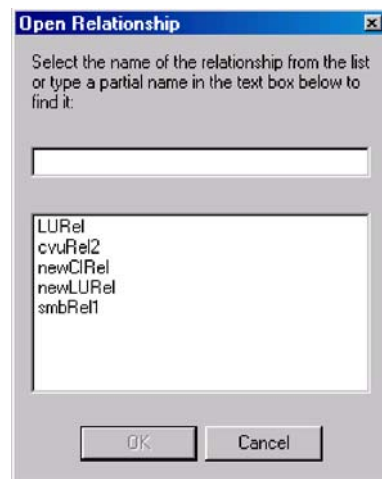 Open Relationship
Select the name of the relationship from the list
or type a partial name in the text box below to
find it:
LURel
cvuRel2
newClRel
newLURel
smbRel1
OK
Cancel